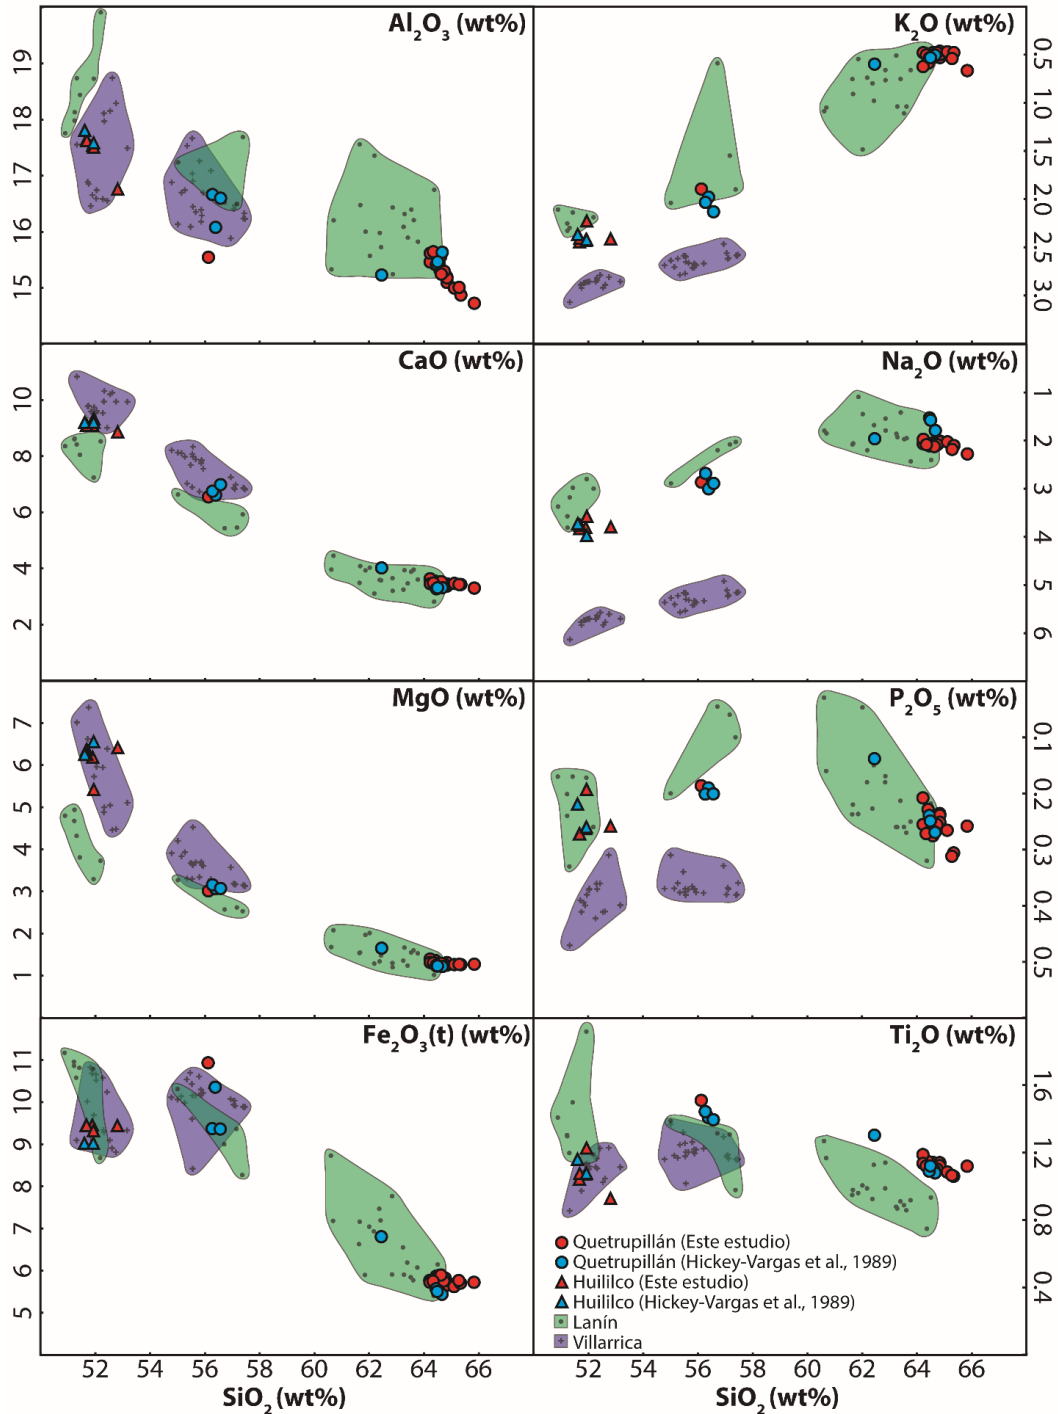 Al₂O₃ (wt%)
19
18
17
16
15
K₂O (wt%)
0.5
1.0
1.5
2.0
2.5
3.0
CaO (wt%)
10
8
6
4
2
Na₂O (wt%)
1
2
3
4
5
6
MgO (wt%)
7
6
5
4
3
2
1
P₂O₅ (wt%)
0.1
0.2
0.3
0.4
0.5
Fe₂O₃(t) (wt%)
11
10
9
8
7
6
5
Ti₂O (wt%)
1.6
1.2
0.8
0.4
Quetrupillán (Este estudio)
Quetrupillán (Hickey-Vargas et al., 1989)
Huililco (Este estudio)
Huililco (Hickey-Vargas et al., 1989)
Lanín
Villarrica
52 54 56 58 60 62 64 66
52 54 56 58 60 62 64 66
SiO₂ (wt%)
SiO₂ (wt%)